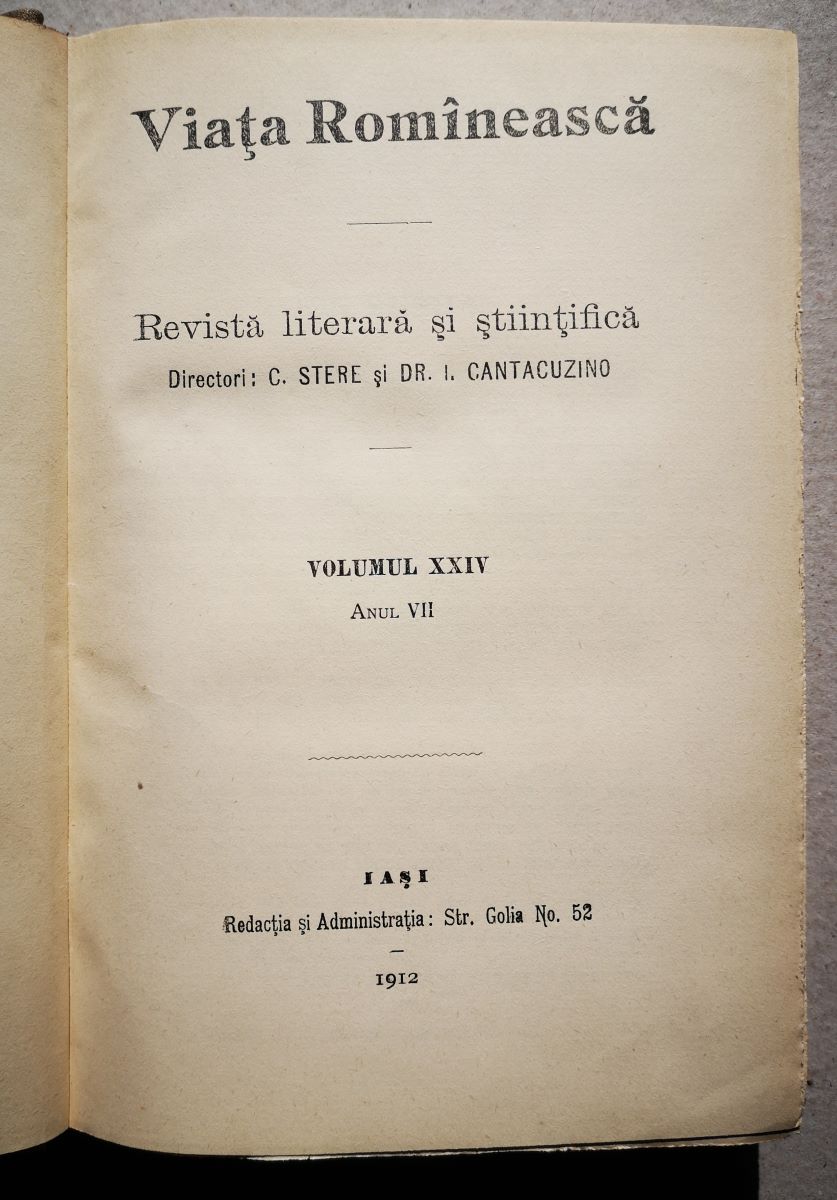 Viaţa Romînească
Revistă literară şi ştiinţifică
Directori: C. STERE şi DR. I. CANTACUZINO
VOLUMUL XXIV
ANUL VII
IAŞI
Redacţia şi Administraţia: Str. Golia No. 52
1912